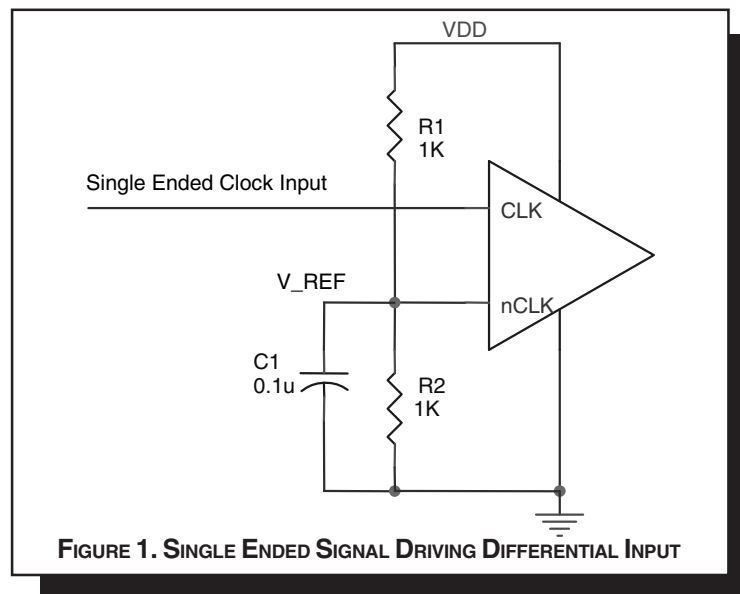 VDD
R1
1K
Single Ended Clock Input
CLK
V_REF
nCLK
C1
0.1u
R2
1K
FIGURE 1. SINGLE ENDED SIGNAL DRIVING DIFFERENTIAL INPUT